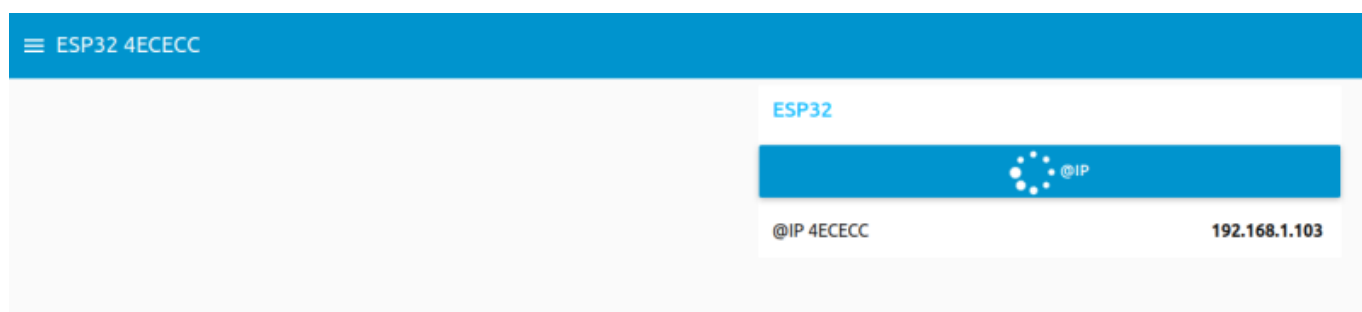 ESP32 4ECECC
ESP32
@IP
@IP 4ECECC 192.168.1.103